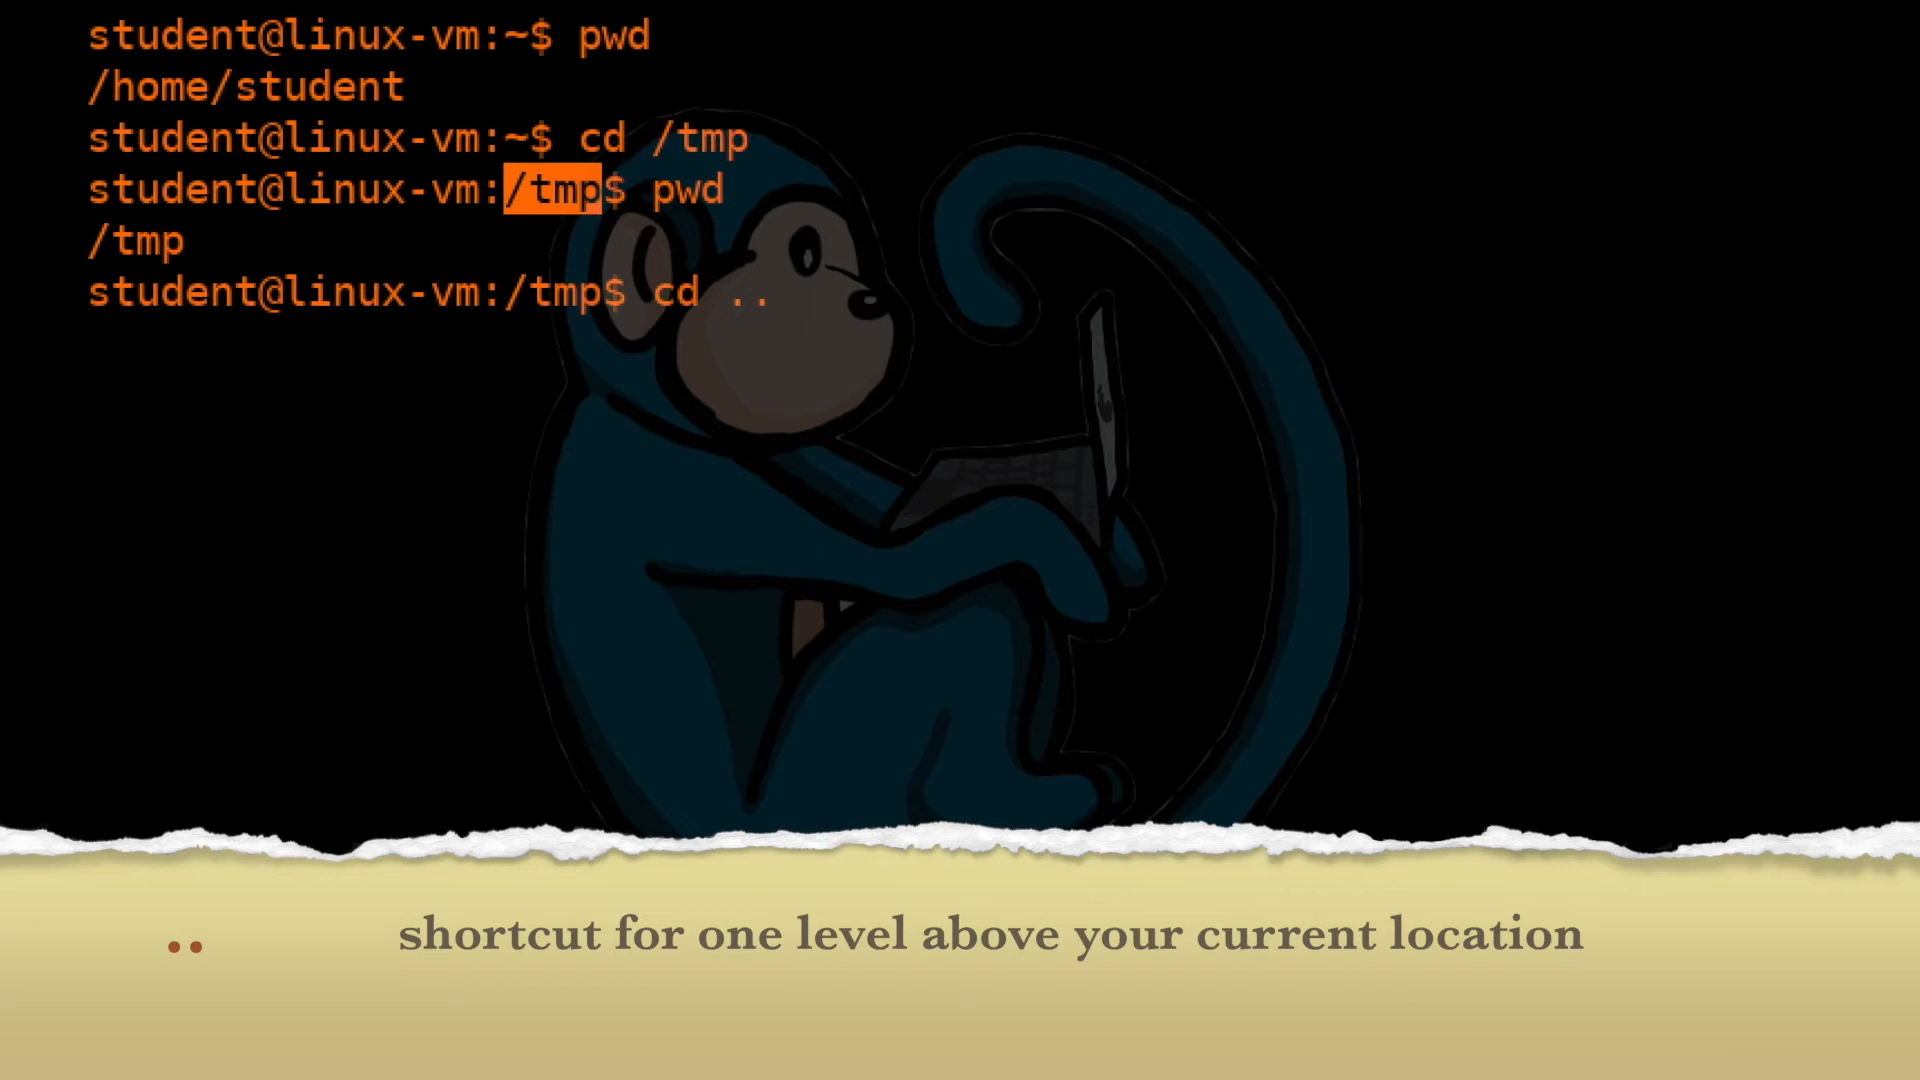 student@linux-vm:~$ pwd
/home/student
student@linux-vm:~$ cd /tmp
student@linux-vm:/tmp$ pwd
/tmp
student@linux-vm:/tmp$ cd ..
.. shortcut for one level above your current location